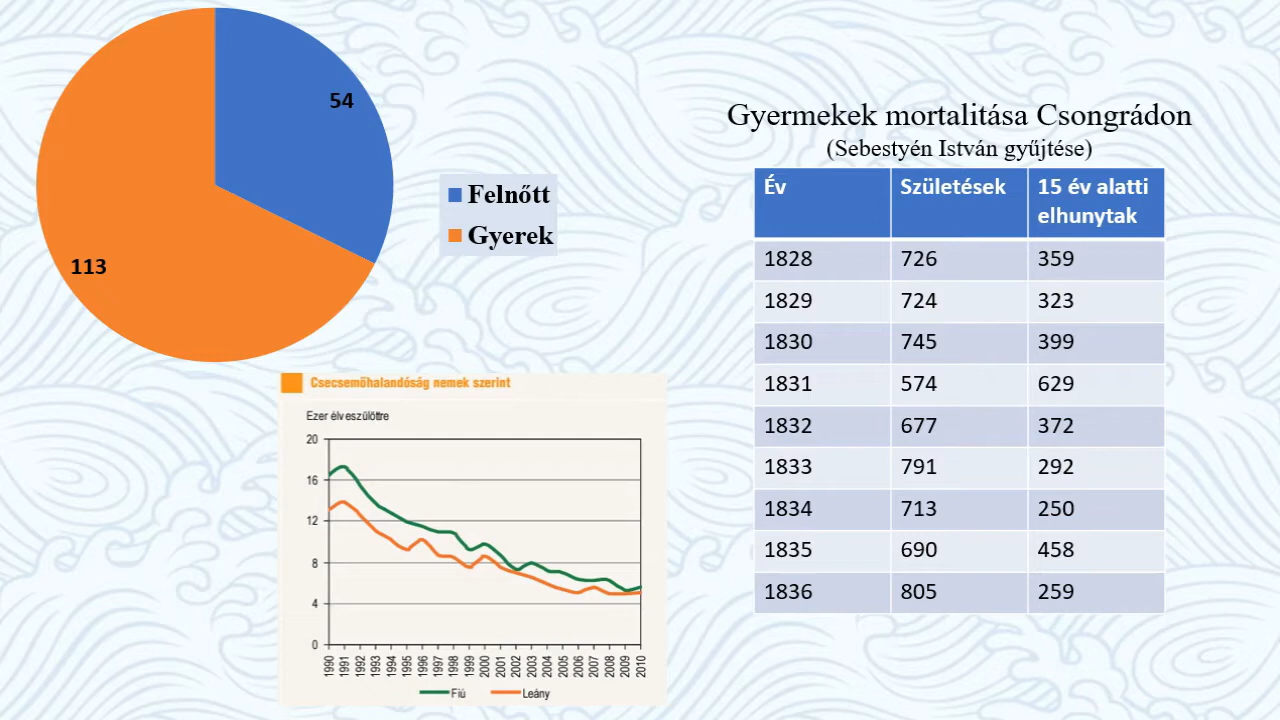 54
113
Felnőtt
Gyerek
Csecsemőhalandóság nemek szerint
Ezer élveszülöttre
20
16
12
8
4
0
1990 1991 1992 1993 1994 1995 1996 1997 1998 1999 2000 2001 2002 2003 2004 2005 2006 2007 2008 2009 2010
Fiú Leány
Gyermekek mortalitása Csongrádon
(Sebestyén István gyűjtése)
Év Születések 15 év alatti
elhunytak
1828 726 359
1829 724 323
1830 745 399
1831 574 629
1832 677 372
1833 791 292
1834 713 250
1835 690 458
1836 805 259